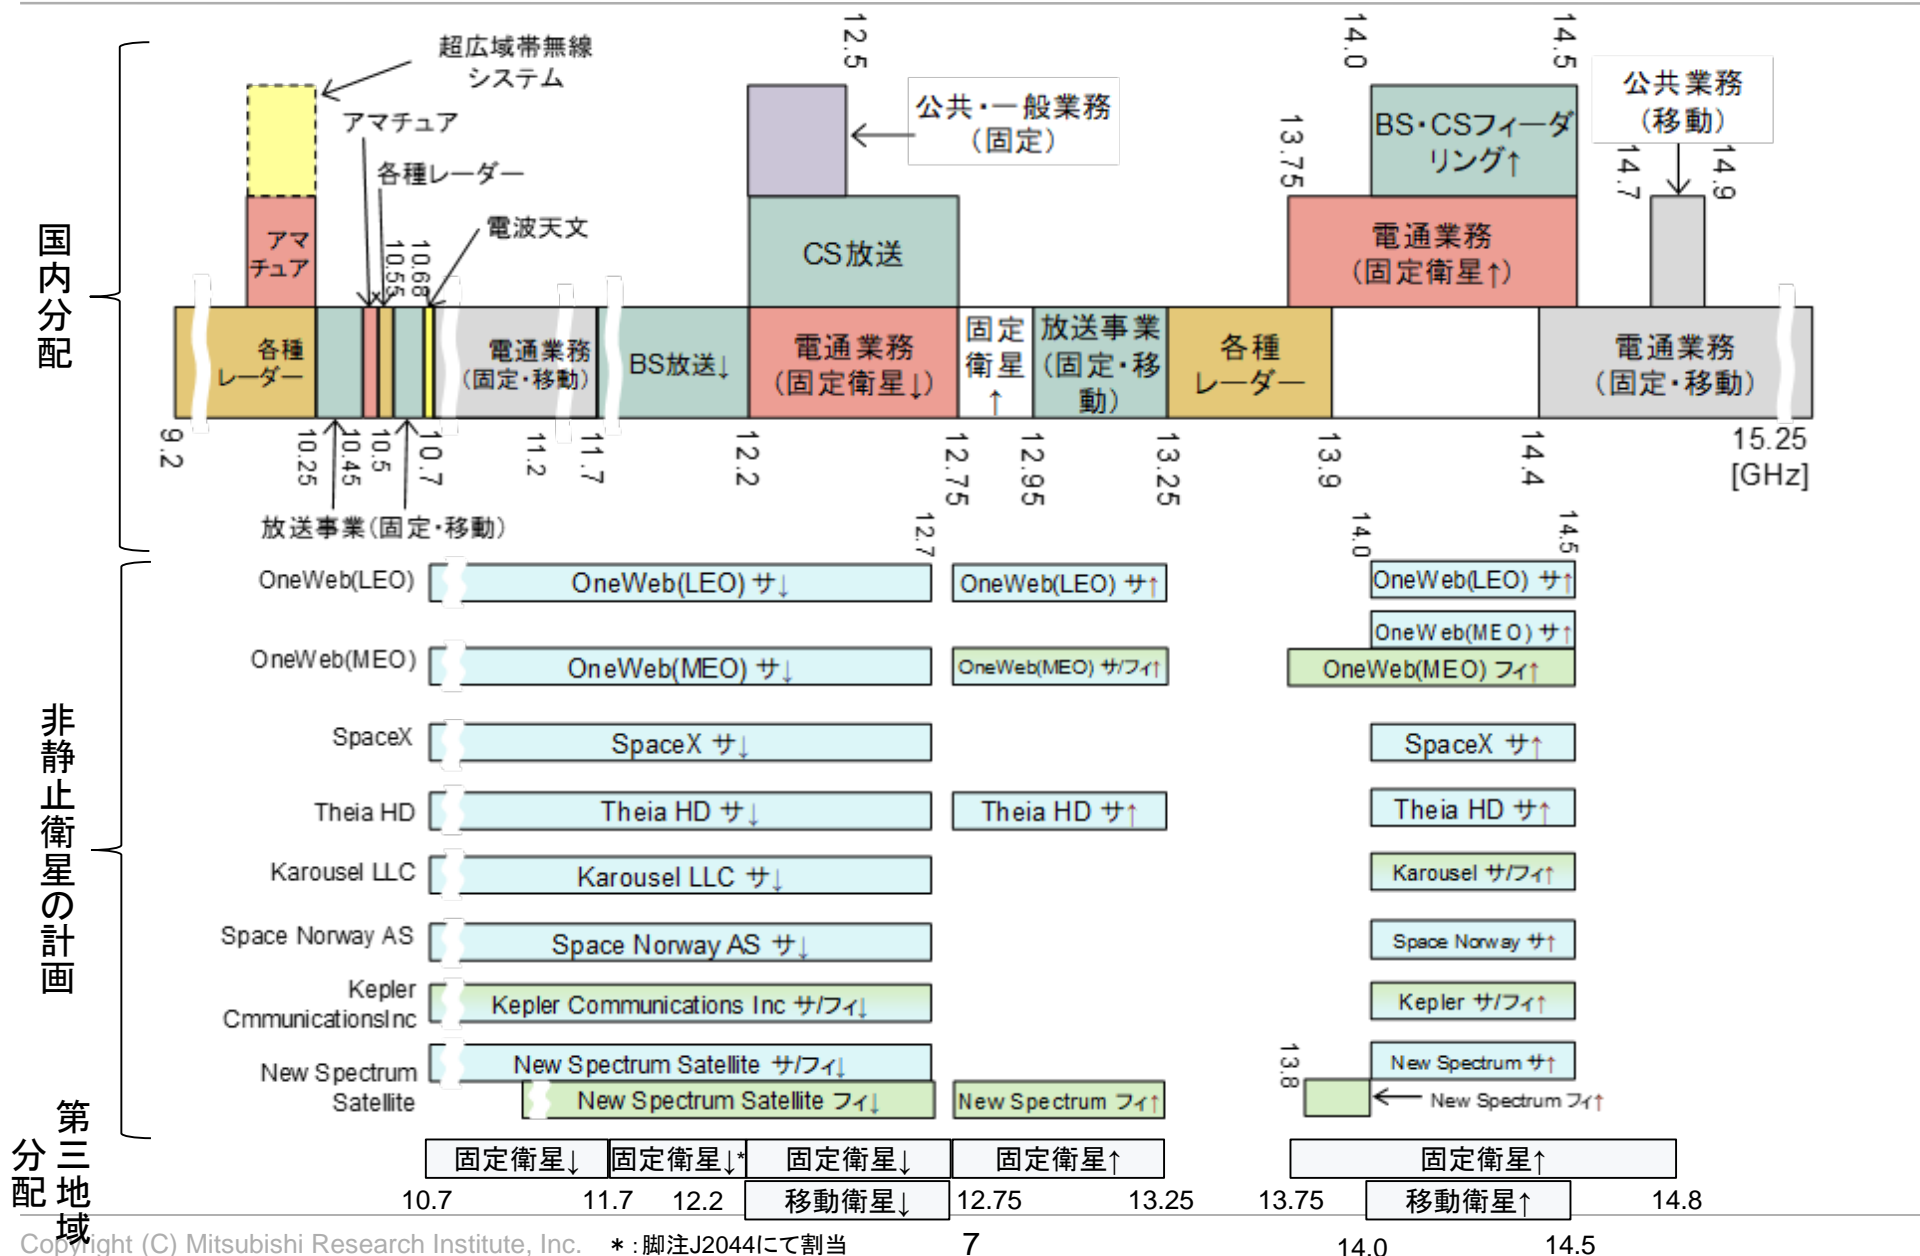 12.5
14.0
14.5
超広域帯無線
システム
公共業務
(移動)
公共・一般業務
(固定)
アマチュア
BS・CSフィーダ
リング↑
13.75
14.7
14.9
各種レーダー
電波天文
アマ
チュア
10.55
10.68
CS放送
電通業務
(固定衛星↑)
国内分配
各種
レーダー
電通業務
(固定・移動)
BS放送↓
電通業務
(固定衛星↓)
固定
衛星
↑
放送事業
(固定・移
動)
各種
レーダー
電通業務
(固定・移動)
9.2
10.25
10.45
10.5
10.7
11.2
11.7
12.2
12.75
12.95
13.25
13.9
14.4
15.25
[GHz]
放送事業(固定・移動)
12.7
14.0
14.5
非静止衛星の計画
OneWeb(LEO)
OneWeb(LEO) サ↓
OneWeb(LEO) サ↑
OneWeb(LEO) サ↑
OneWeb(MEO) サ↑
OneWeb(MEO)
OneWeb(MEO) サ↓
OneWeb(MEO) サ/フィ↑
OneWeb(MEO) フィ↑
SpaceX
SpaceX サ↓
SpaceX サ↑
Theia HD
Theia HD サ↓
Theia HD サ↑
Theia HD サ↑
Karousel LLC
Karousel LLC サ↓
Karousel サ/フィ↑
Space Norway AS
Space Norway AS サ↓
Space Norway サ↑
Kepler
CmmunicationsInc
Kepler Communications Inc サ/フィ↓
Kepler サ/フィ↑
New Spectrum
Satellite
New Spectrum Satellite サ/フィ↓
New Spectrum サ↑
13.8
New Spectrum Satellite フィ↓
New Spectrum フィ↑
New Spectrum フィ↑
第三地域
分配
固定衛星↓
固定衛星↓*
固定衛星↓
固定衛星↑
固定衛星↑
10.7
11.7
12.2
移動衛星↓
12.75
13.25
13.75
移動衛星↑
14.8
14.0
14.5
Copyright (C) Mitsubishi Research Institute, Inc.
*:脚注J2044にて割当
7